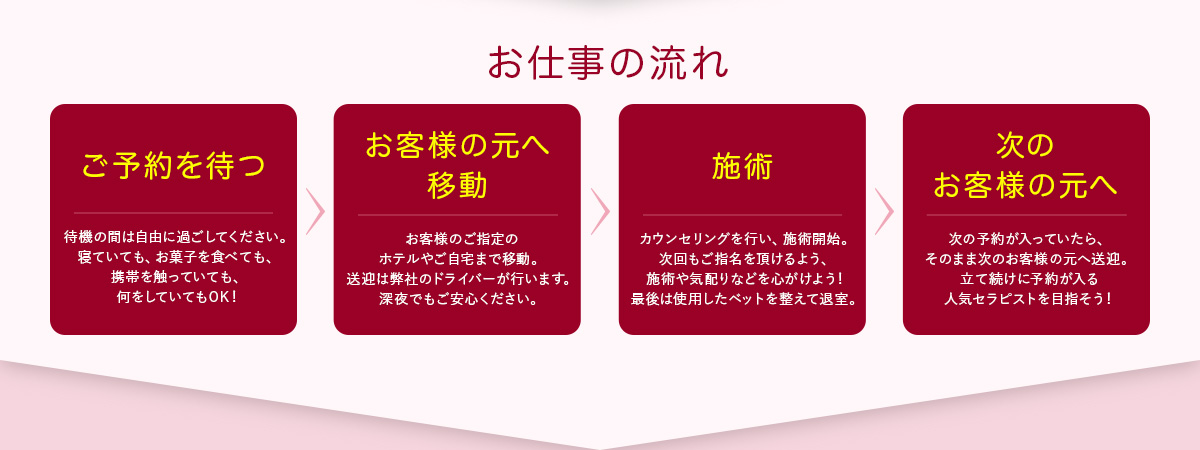 お仕事の流れ
ご予約を待つ
待機の間は自由に過ごしてください。
寝ていても、お菓子を食べても、
携帯を触っていても、
何をしていてもOK！
お客様の元へ
移動
お客様のご指定の
ホテルやご自宅まで移動。
送迎は弊社のドライバーが行います。
深夜でもご安心ください。
施術
カウンセリングを行い、施術開始。
次回もご指名を頂けるよう、
施術や気配りなどを心がけよう！
最後は使用したベットを整えて退室。
次の
お客様の元へ
次の予約が入っていたら、
そのまま次のお客様の元へ送迎。
立て続けに予約が入る
人気セラピストを目指そう！